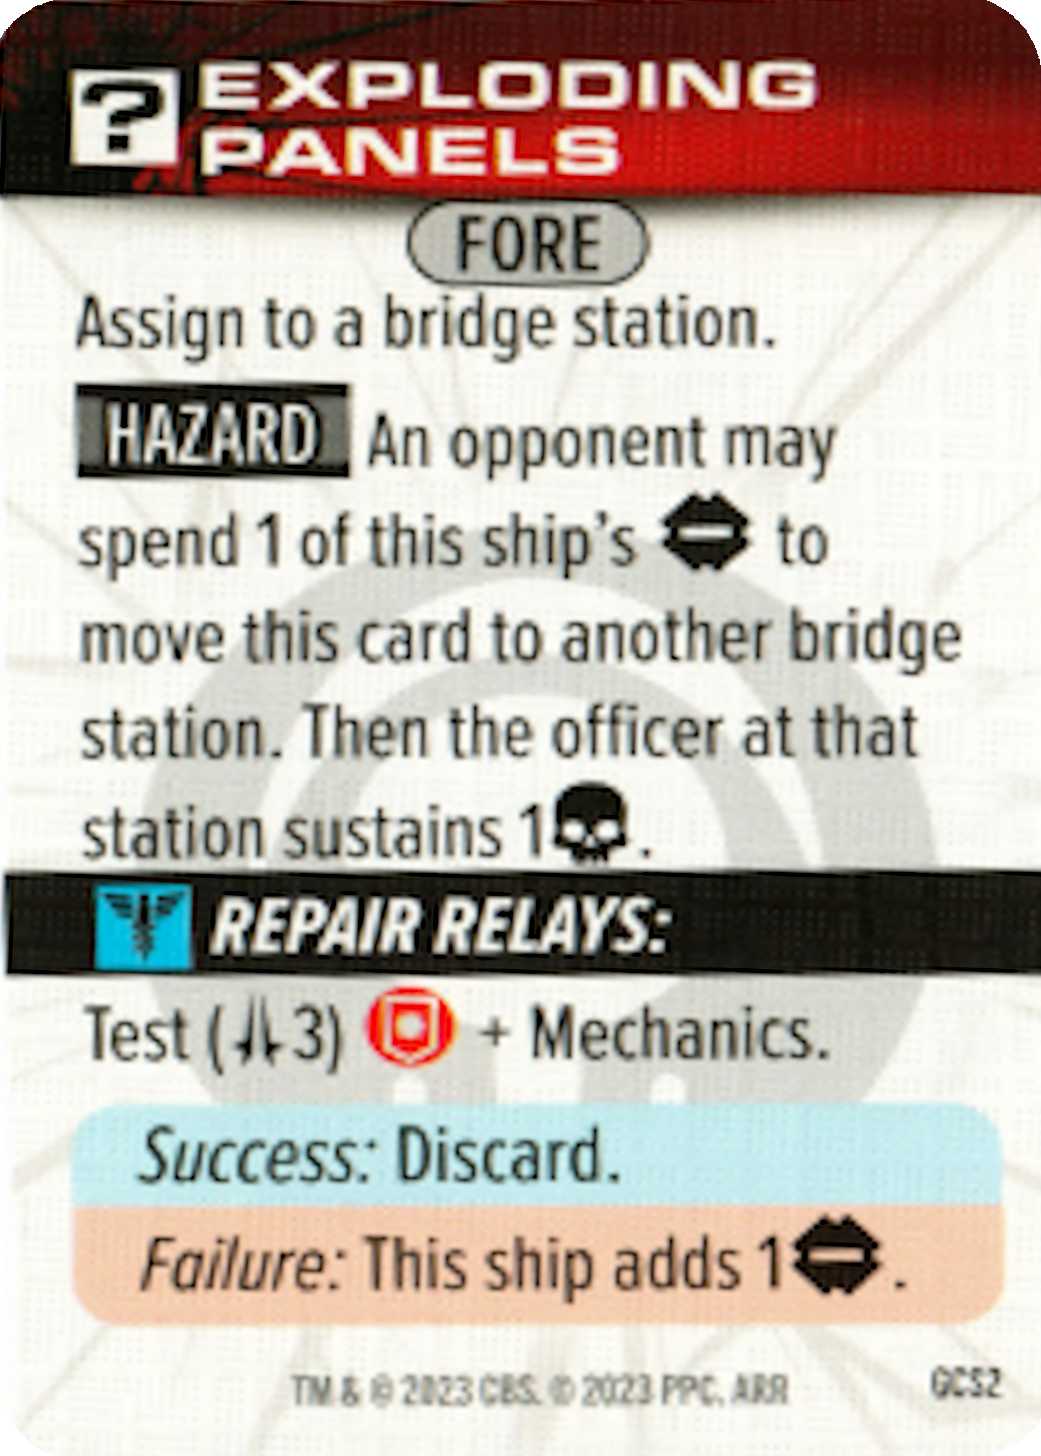 ?
EXPLODING
PANELS
FORE
Assign to a bridge station.
HAZARD An opponent may
spend 1 of this ship's to
move this card to another bridge
station. Then the officer at that
station sustains 1.
REPAIR RELAYS:
Test (3) + Mechanics.
Success: Discard.
Failure: This ship adds 1.
TM & © 2023 CBS. © 2023 PPC. ARR
GCS2